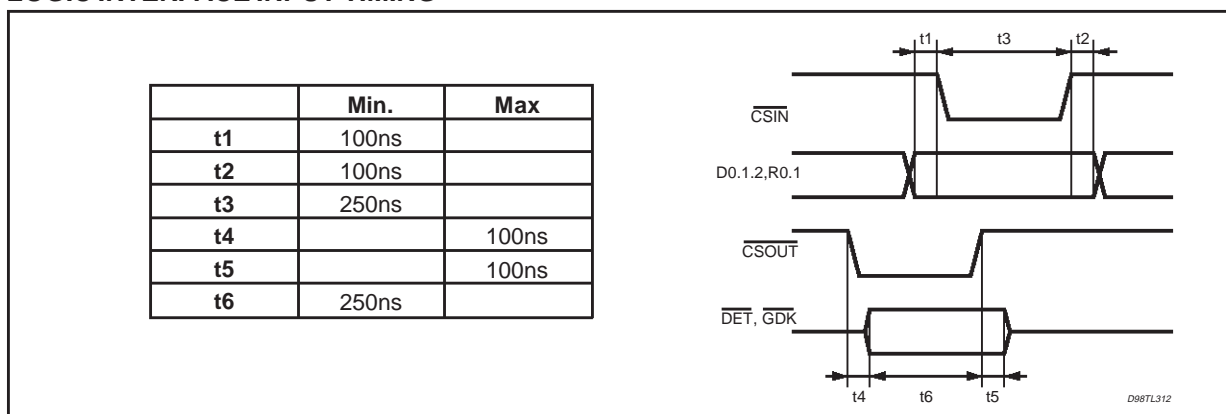 LOGIC INTERFACE INPUT TIMING
Min. Max
t1 100ns
t2 100ns
t3 250ns
t4 100ns
t5 100ns
t6 250ns
t1 t3 t2
CSIN
D0.1.2,R0.1
CSOUT
DET, GDK
t4 t6 t5
D98TL312